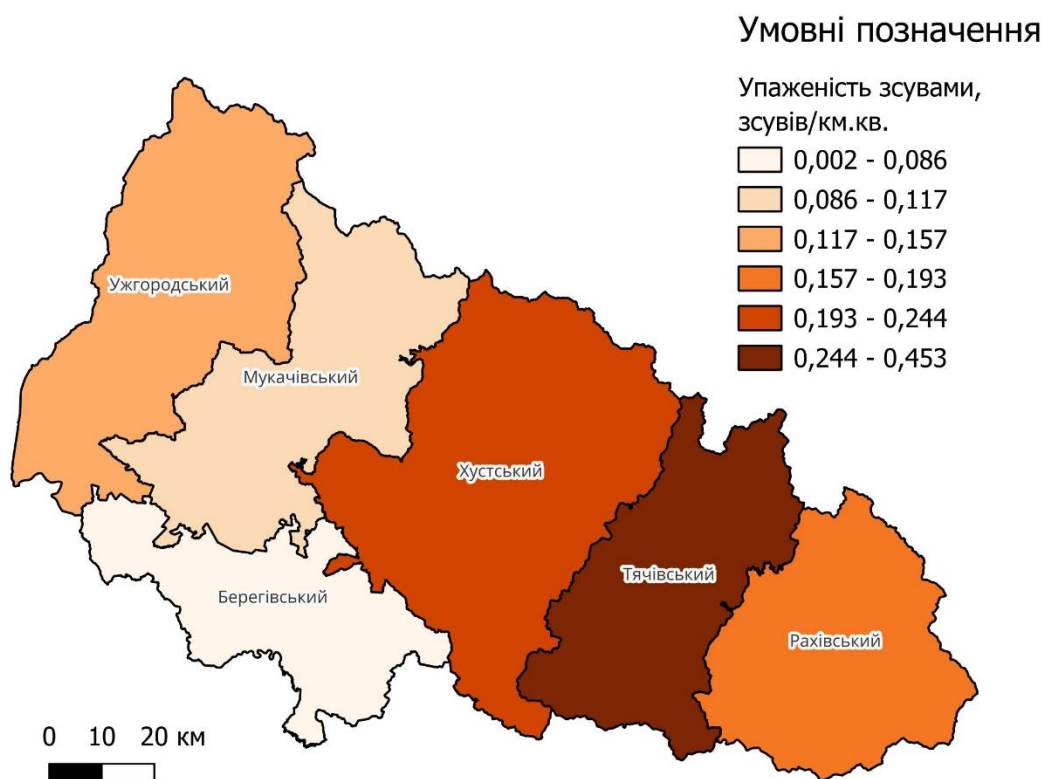 Умовні позначення
Упаженість зсувами,
зсувів/км.кв.
0,002 - 0,086
0,086 - 0,117
0,117 - 0,157
0,157 - 0,193
0,193 - 0,244
0,244 - 0,453
Ужгородський
Мукачівський
Хустський
Тячівський
Берегівський
Рахівський
0 10 20 км